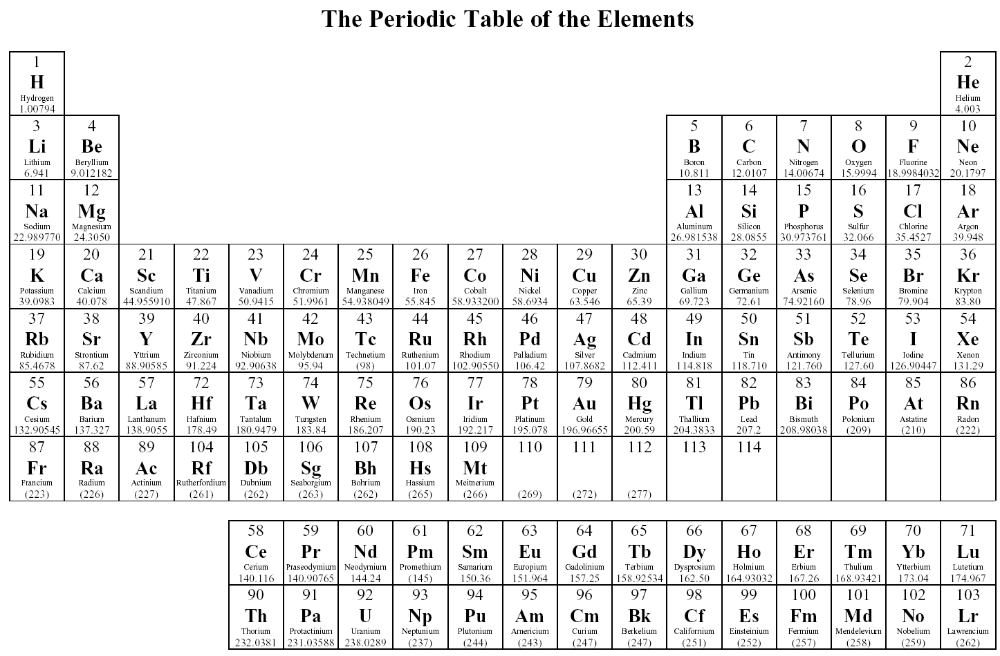 The Periodic Table of the Elements
1 2
H He
Hydrogen Helium
1.00794 4.003
3 4 5 6 7 8 9 10
Li Be B C N O F Ne
Lithium Beryllium Boron Carbon Nitrogen Oxygen Fluorine Neon
6.941 9.012182 10.811 12.0107 14.00674 15.9994 18.9984032 20.1797
11 12 13 14 15 16 17 18
Na Mg Al Si P S Cl Ar
Sodium Magnesium Aluminum Silicon Phosphorus Sulfur Chlorine Argon
22.989770 24.3050 26.981538 28.0855 30.973761 32.066 35.4527 39.948
19 20 21 22 23 24 25 26 27 28 29 30 31 32 33 34 35 36
K Ca Sc Ti V Cr Mn Fe Co Ni Cu Zn Ga Ge As Se Br Kr
Potassium Calcium Scandium Titanium Vanadium Chromium Manganese Iron Cobalt Nickel Copper Zinc Gallium Germanium Arsenic Selenium Bromine Krypton
39.0983 40.078 44.955910 47.867 50.9415 51.9961 54.938049 55.845 58.933200 58.6934 63.546 65.39 69.723 72.61 74.92160 78.96 79.904 83.80
37 38 39 40 41 42 43 44 45 46 47 48 49 50 51 52 53 54
Rb Sr Y Zr Nb Mo Tc Ru Rh Pd Ag Cd In Sn Sb Te I Xe
Rubidium Strontium Yttrium Zirconium Niobium Molybdenum Technetium Ruthenium Rhodium Palladium Silver Cadmium Indium Tin Antimony Tellurium Iodine Xenon
85.4678 87.62 88.90585 91.224 92.90638 95.94 (98) 101.07 102.90550 106.42 107.8682 112.411 114.818 118.710 121.760 127.60 126.90447 131.29
55 56 57 72 73 74 75 76 77 78 79 80 81 82 83 84 85 86
Cs Ba La Hf Ta W Re Os Ir Pt Au Hg Tl Pb Bi Po At Rn
Cesium Barium Lanthanum Hafnium Tantalum Tungsten Rhenium Osmium Iridium Platinum Gold Mercury Thallium Lead Bismuth Polonium Astatine Radon
132.90545 137.327 138.9055 178.49 180.9479 183.84 186.207 190.23 192.217 195.078 196.96655 200.59 204.3833 207.2 208.98038 (209) (210) (222)
87 88 89 104 105 106 107 108 109 110 111 112 113 114
Fr Ra Ac Rf Db Sg Bh Hs Mt
Francium Radium Actinium Rutherfordium Dubnium Seaborgium Bohrium Hassium Meitnerium
(223) (226) (227) (261) (262) (263) (262) (265) (266) (269) (272) (277)
58 59 60 61 62 63 64 65 66 67 68 69 70 71
Ce Pr Nd Pm Sm Eu Gd Tb Dy Ho Er Tm Yb Lu
Cerium Praseodymium Neodymium Promethium Samarium Europium Gadolinium Terbium Dysprosium Holmium Erbium Thulium Ytterbium Lutetium
140.116 140.90765 144.24 (145) 150.36 151.964 157.25 158.92534 162.50 164.93032 167.26 168.93421 173.04 174.967
90 91 92 93 94 95 96 97 98 99 100 101 102 103
Th Pa U Np Pu Am Cm Bk Cf Es Fm Md No Lr
Thorium Protactinium Uranium Neptunium Plutonium Americium Curium Berkelium Californium Einsteinium Fermium Mendelevium Nobelium Lawrencium
232.0381 231.03588 238.0289 (237) (244) (243) (247) (247) (251) (252) (257) (258) (259) (262)